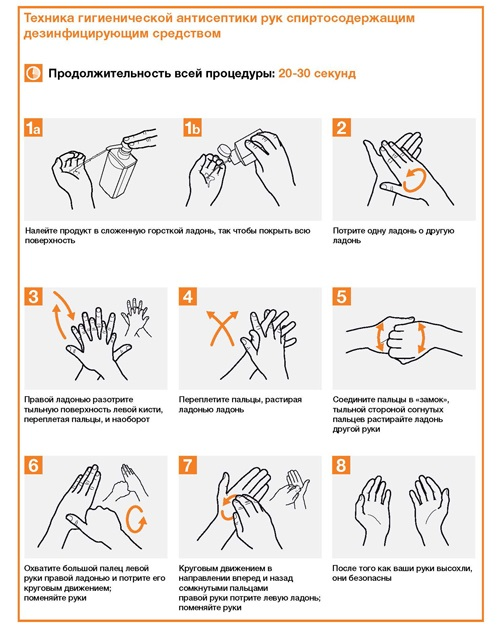 Техника гигиенической антисептики рук спиртосодержащим
дезинфицирующим средством
Продолжительность всей процедуры: 20-30 секунд
1a
1b
2
Налейте продукт в сложенную горсткой ладонь, так чтобы покрыть всю
поверхность
Потрите одну ладонь о другую
ладонь
3
4
5
Правой ладонью разотрите
тыльную поверхность левой кисти,
переплетая пальцы, и наоборот
Переплетите пальцы, растирая
ладонью ладонь
Соедините пальцы в «замок»,
тыльной стороной согнутых
пальцев растирайте ладонь
другой руки
6
7
8
Охватите большой палец левой
руки правой ладонью и потрите его
круговым движением;
поменяйте руки
Круговым движением в
направлении вперед и назад
сомкнутыми пальцами
правой руки потрите левую ладонь;
поменяйте руки
После того как ваши руки высохли,
они безопасны